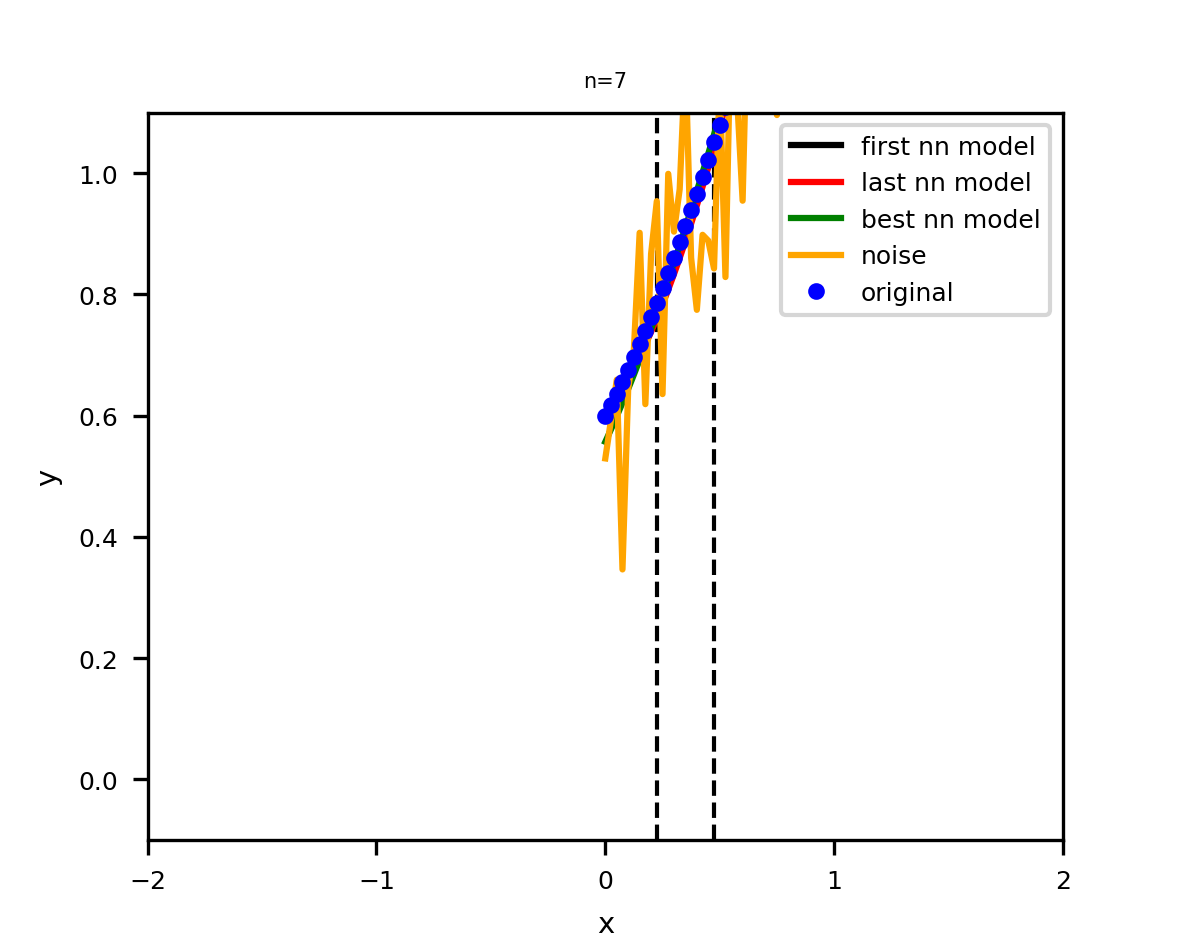 n=7
first nn model
last nn model
best nn model
noise
original
1.0
0.8
0.6
0.4
0.2
0.0
y
−2
−1
0
1
2
x